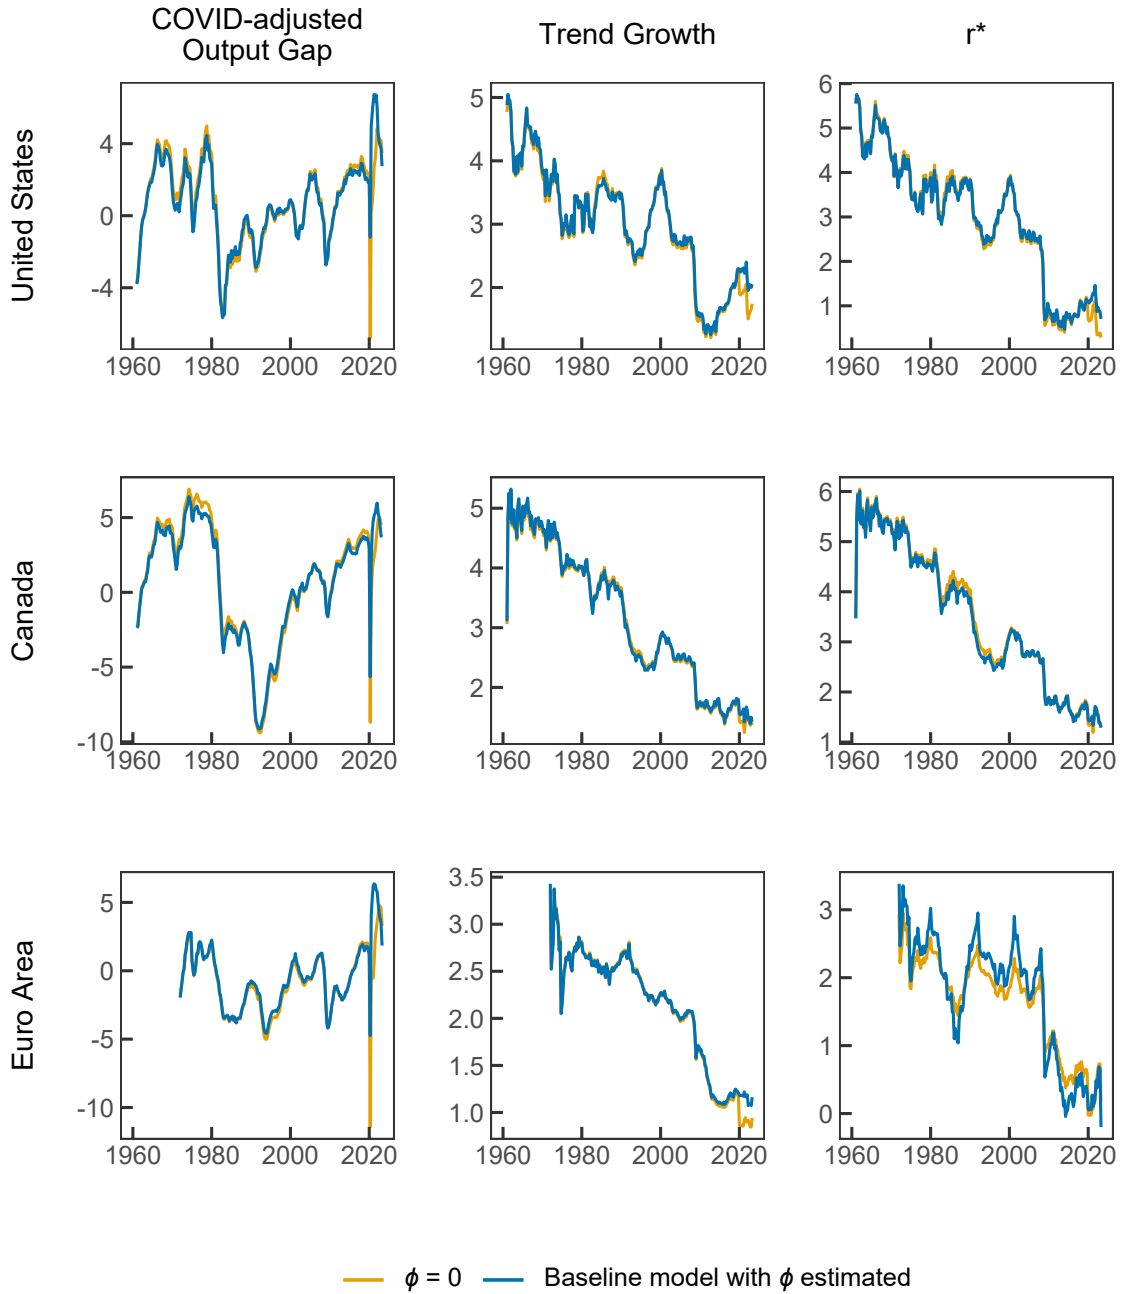 COVID-adjusted
Output Gap
Trend Growth
r*
United States
4
0
-4
1960 1980 2000 2020
5
4
3
2
1960 1980 2000 2020
6
5
4
3
2
1
1960 1980 2000 2020
Canada
5
0
-5
-10
1960 1980 2000 2020
5
4
3
2
1960 1980 2000 2020
6
5
4
3
2
1
1960 1980 2000 2020
Euro Area
5
0
-5
-10
1960 1980 2000 2020
3.5
3.0
2.5
2.0
1.5
1.0
1960 1980 2000 2020
3
2
1
0
1960 1980 2000 2020
ϕ = 0
Baseline model with ϕ estimated